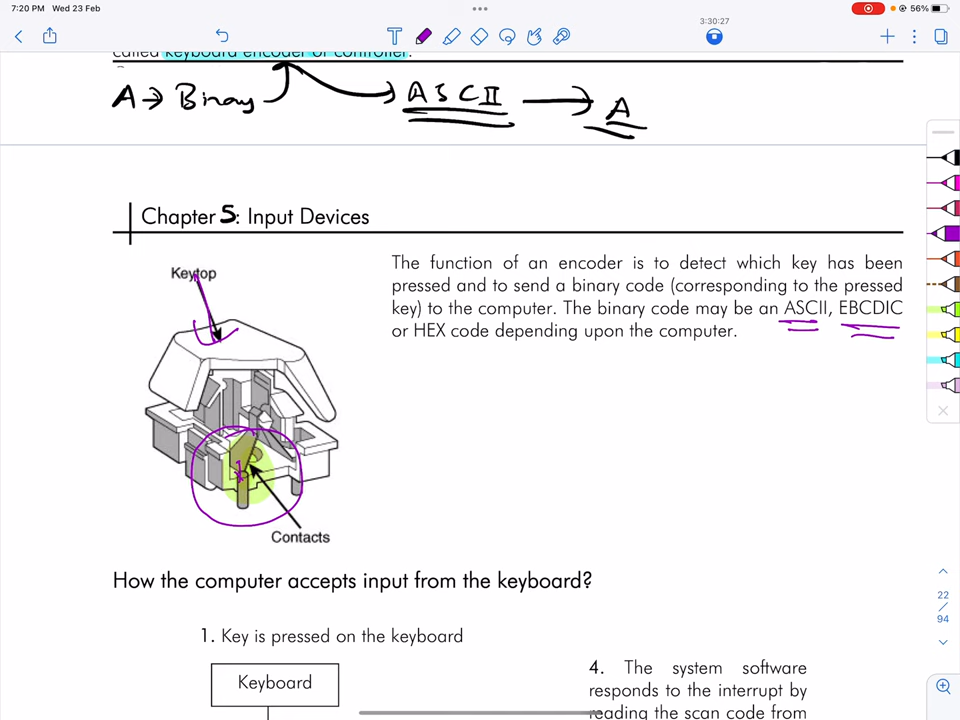 7:20 PM Wed 23 Feb
56%
3:30:27
called keyboard encoder or controller.
A → Binary → ASCII → A
Chapter 5: Input Devices
Keytop
The function of an encoder is to detect which key has been
pressed and to send a binary code (corresponding to the pressed
key) to the computer. The binary code may be an ASCII, EBCDIC
or HEX code depending upon the computer.
Contacts
How the computer accepts input from the keyboard?
1. Key is pressed on the keyboard
Keyboard
4. The system software
responds to the interrupt by
reading the scan code from
22
/
94